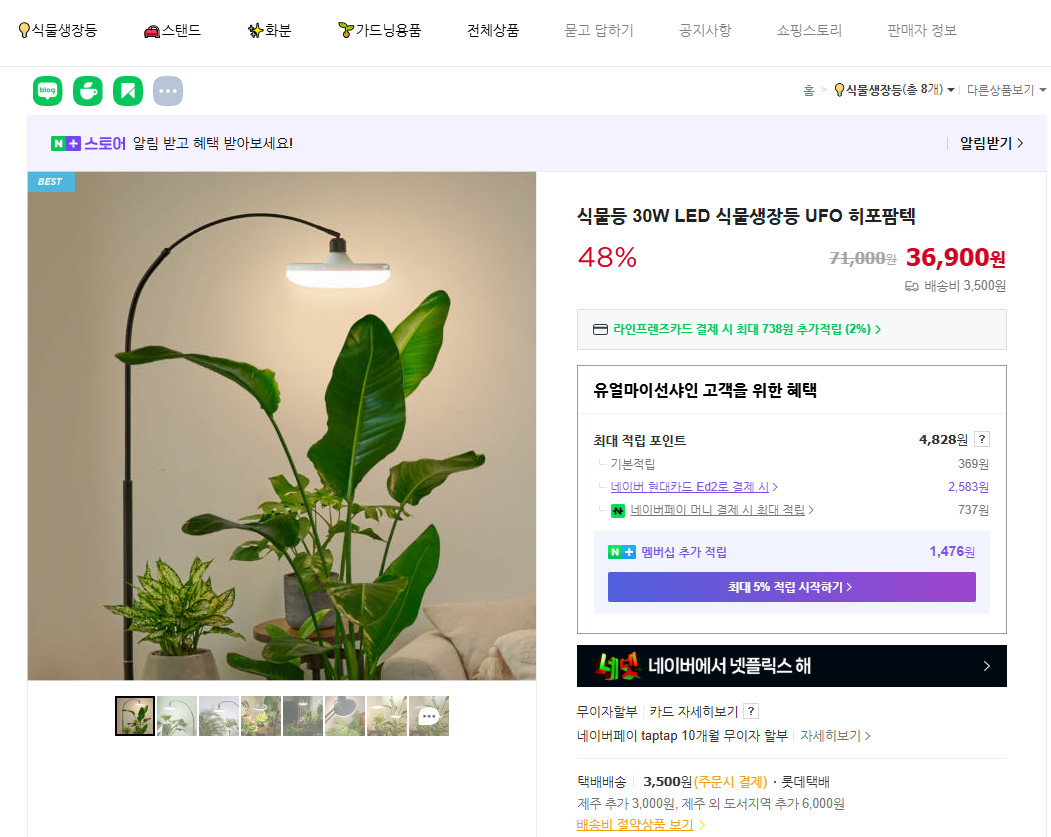 식물생장등 스탠드 화분 가드닝용품 전체상품 묻고 답하기 공지사항 쇼핑스토리 판매자 정보
blog
홈 > 식물생장등(총 8개) 다른상품보기
N+ 스토어 알림 받고 혜택 받아보세요! 알림받기 >
BEST
식물등 30W LED 식물생장등 UFO 히포팜텍
48% 71,000원 36,900원
배송비 3,500원
라인프렌즈카드 결제 시 최대 738원 추가적립 (2%) >
유얼마이선샤인 고객을 위한 혜택
최대 적립 포인트 4,828원 ?
기본적립 369원
네이버 현대카드 Ed2로 결제 시 > 2,583원
네이버페이 머니 결제 시 최대 적립 > 737원
N+ 멤버십 추가 적립 1,476원
최대 5% 적립 시작하기 >
네넷 네이버에서 넷플릭스 해 >
무이자할부 카드 자세히보기 ?
네이버페이 taptap 10개월 무이자 할부 자세히보기 >
택배배송 3,500원(주문시 결제) · 롯데택배
제주 추가 3,000원, 제주 외 도서지역 추가 6,000원
배송비 절약상품 보기 >